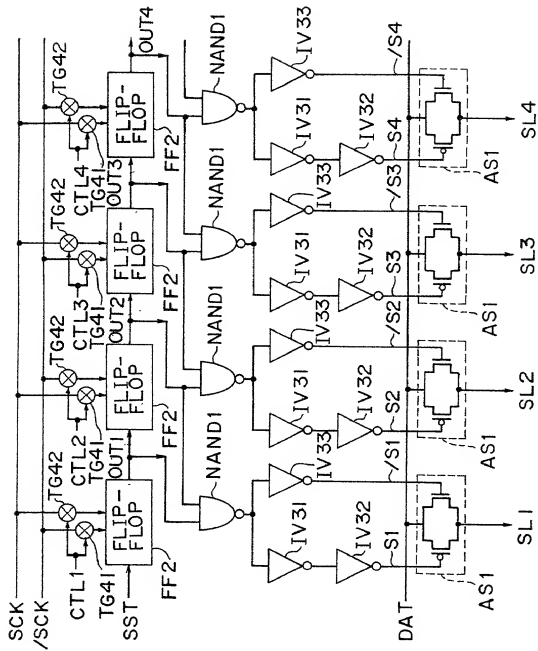 SCK
/SCK
TG42
TG42
TG42
TG42
CTL1
CTL2
CTL3
CTL4
TG41
TG41
TG41
TG41
OUT1
OUT2
OUT3
OUT4
SST
FLIP-
FLOP
FLIP-
FLOP
FLIP-
FLOP
FLIP-
FLOP
FF2
FF2
FF2
FF2
NAND1
NAND1
NAND1
NAND1
IV33
IV33
IV33
IV33
IV31
IV31
IV31
IV31
IV32
IV32
IV32
IV32
S1
/S1
S2
/S2
S3
/S3
S4
/S4
DAT
AS1
AS1
AS1
AS1
SL1
SL2
SL3
SL4